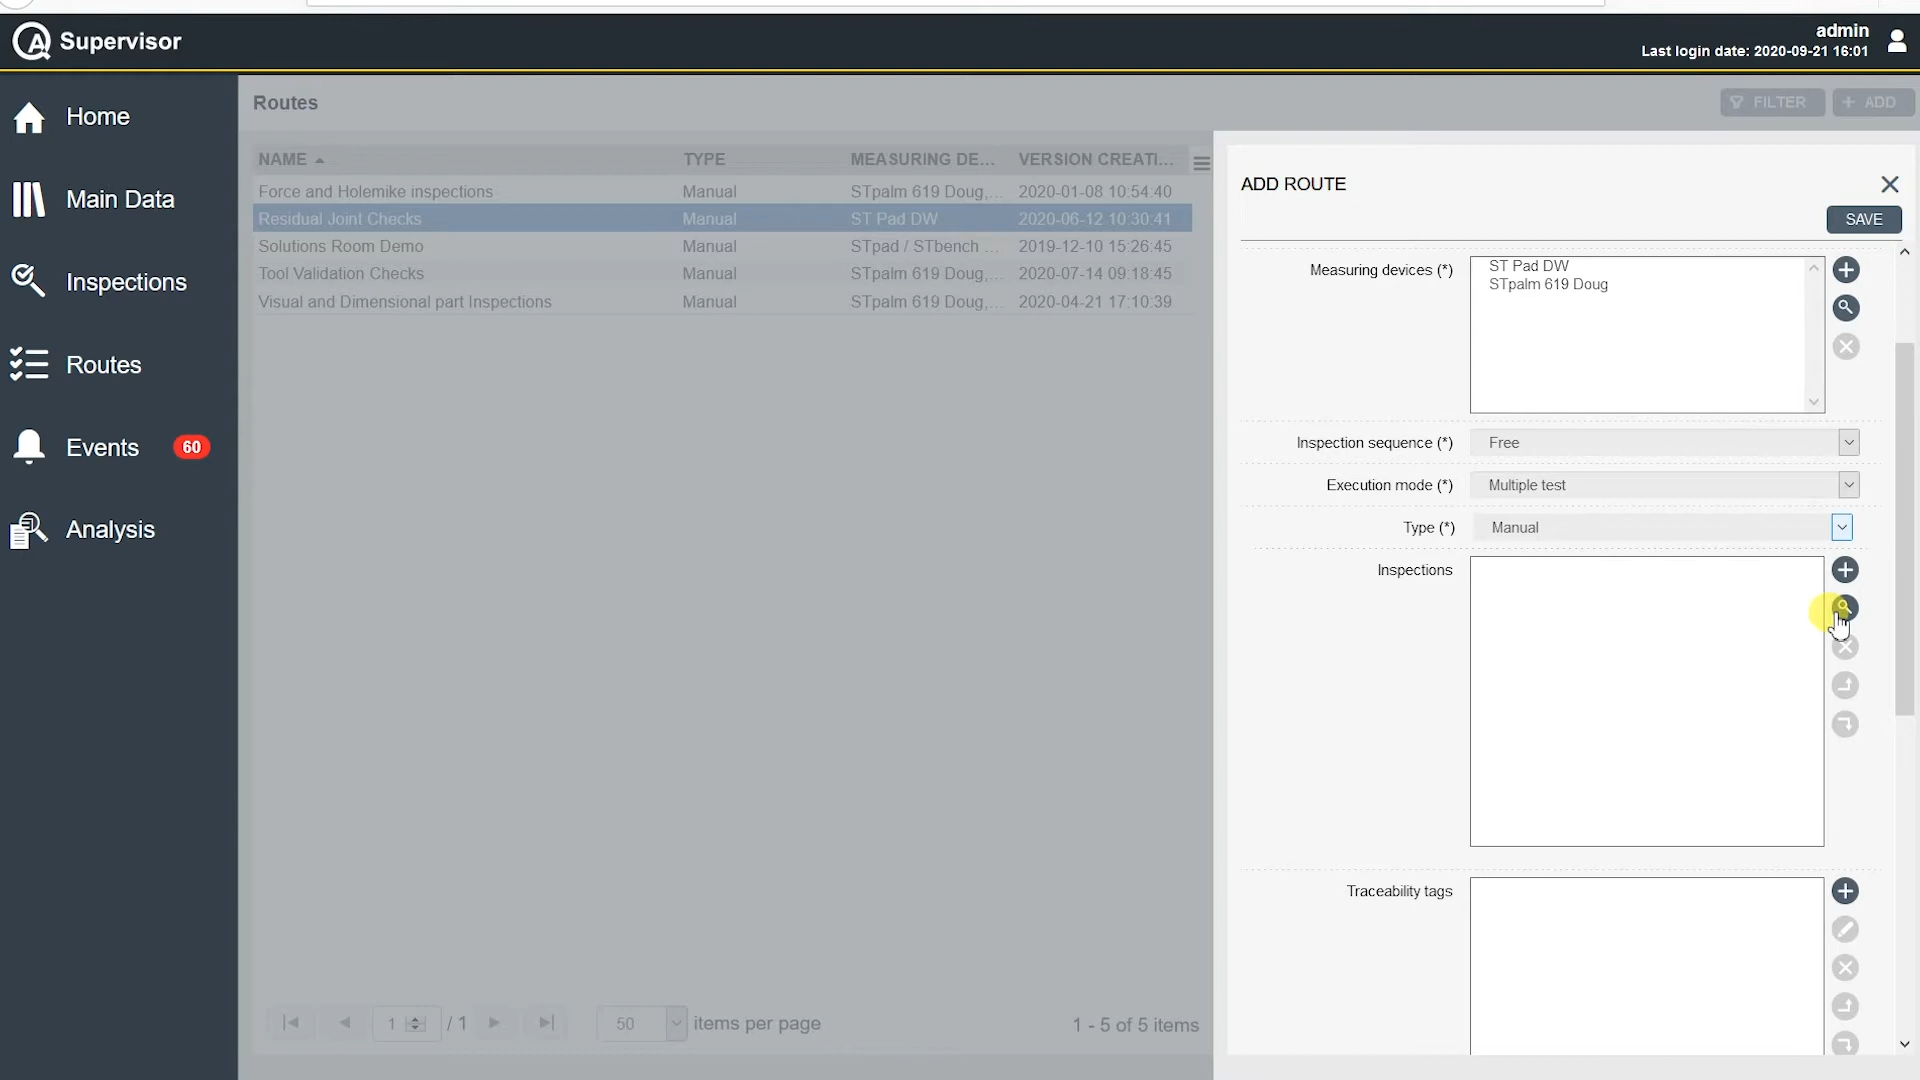 Supervisor
admin
Last login date: 2020-09-21 16:01
Home
Main Data
Inspections
Routes
Events 60
Analysis
Routes
FILTER
+ ADD
NAME TYPE MEASURING DE... VERSION CREATI...
Force and Holemike inspections Manual STpalm 619 Doug,... 2020-01-08 10:54:40
Residual Joint Checks Manual ST Pad DW 2020-06-12 10:30:41
Solutions Room Demo Manual STpad / STbench ... 2019-12-10 15:26:45
Tool Validation Checks Manual STpalm 619 Doug,... 2020-07-14 09:18:45
Visual and Dimensional part Inspections Manual STpalm 619 Doug,... 2020-04-21 17:10:39
1 / 1
50 items per page
1 - 5 of 5 items
ADD ROUTE
SAVE
Measuring devices (*)
ST Pad DW
STpalm 619 Doug
Inspection sequence (*) Free
Execution mode (*) Multiple test
Type (*) Manual
Inspections
Traceability tags